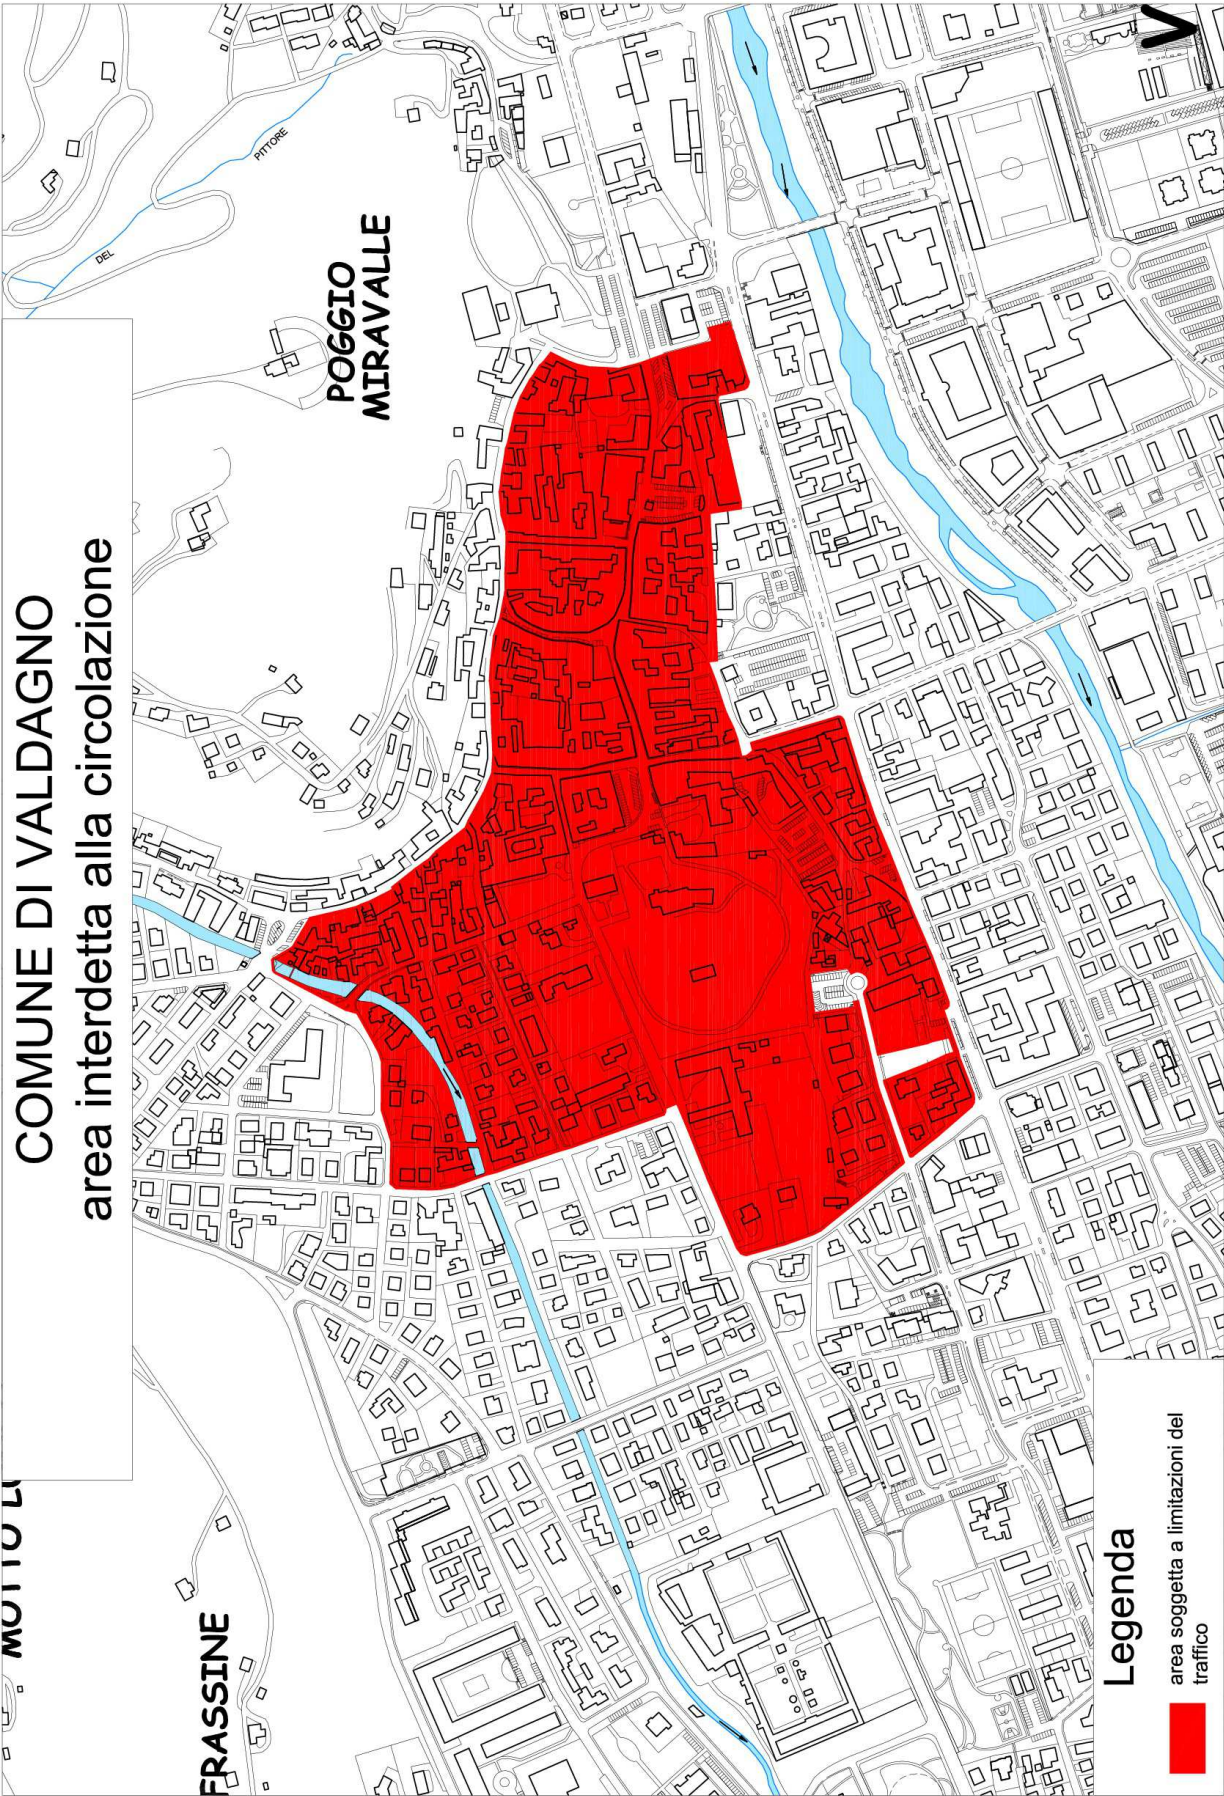 COMUNE DI VALDAGNO
area interdetta alla circolazione
DEL
PITTORE
POGGIO
MIRAVALLE
FRASSINE
Legenda
area soggetta a limitazioni del
traffico